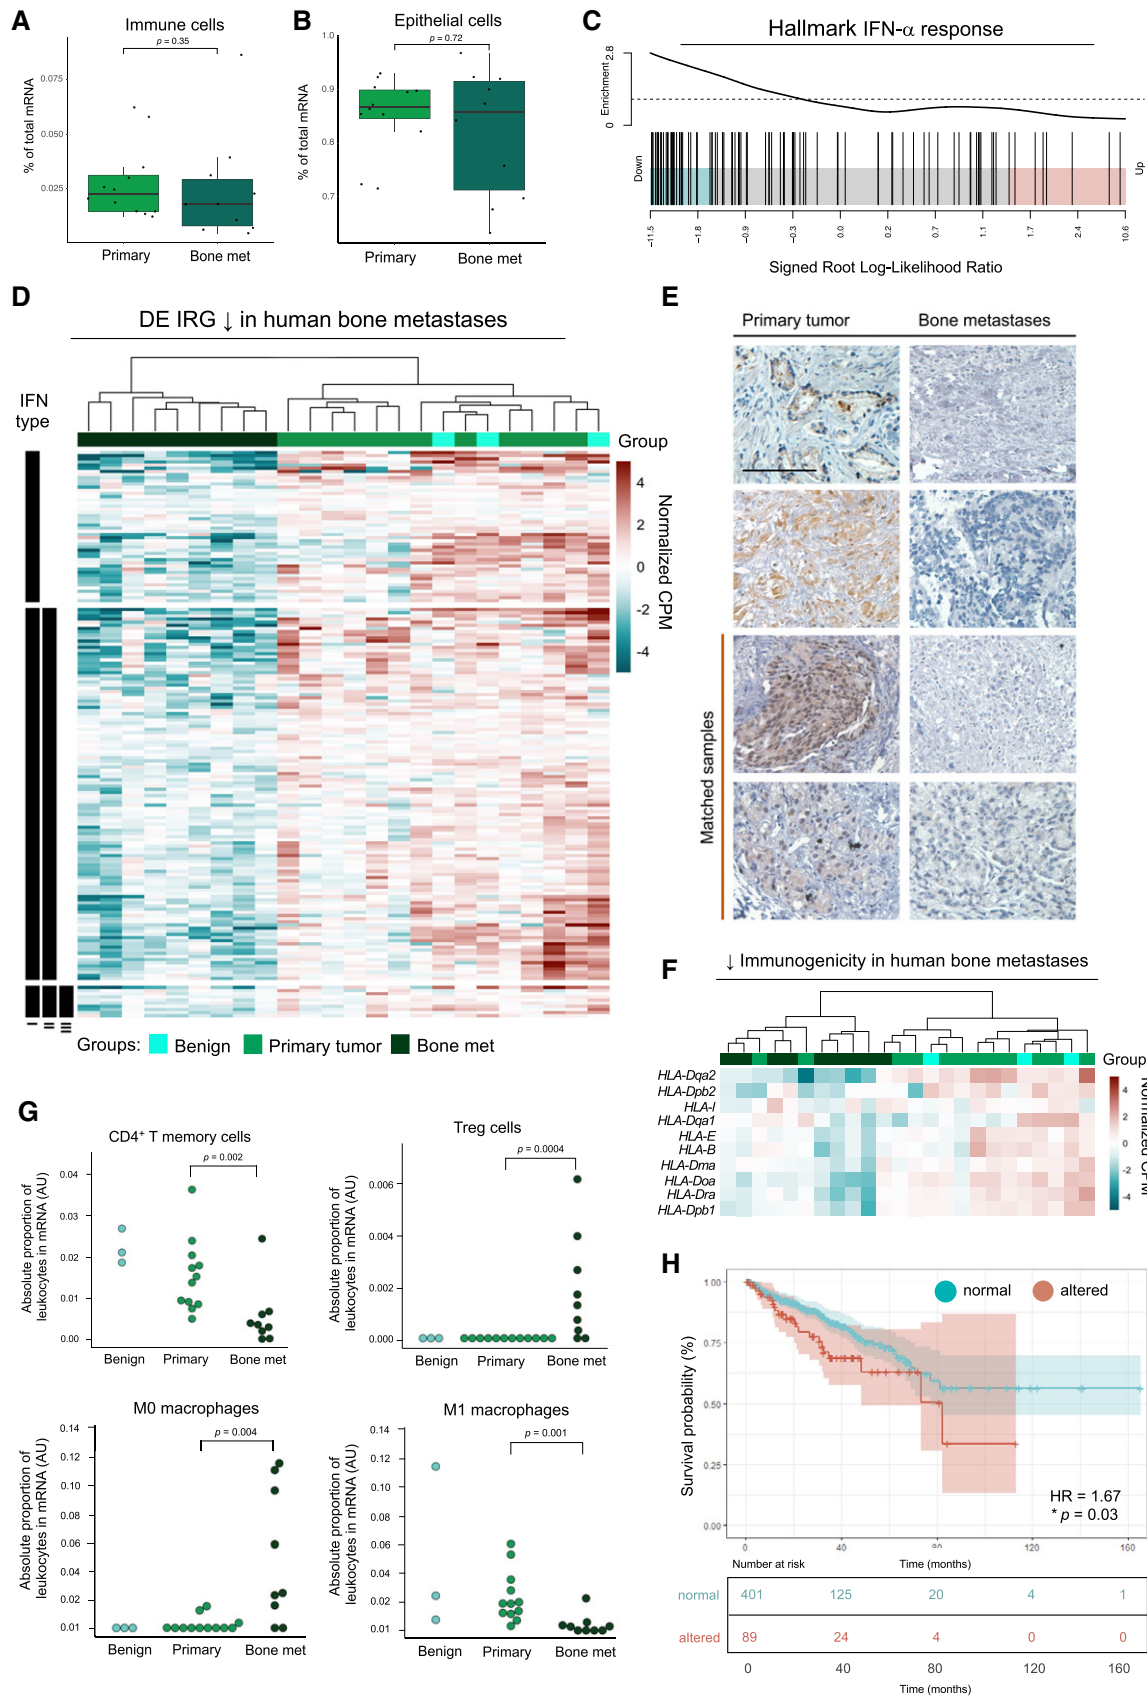 A
Immune cells
p = 0.35
% of total mRNA
0.075
0.050
0.025
Primary
Bone met
B
Epithelial cells
p = 0.72
% of total mRNA
1.0
0.9
0.8
0.7
Primary
Bone met
C
Hallmark IFN-α response
Enrichment
2.8
0
Down
Up
−11.5
−1.8
−0.9
−0.3
0.0
0.2
0.7
1.1
1.7
2.4
10.6
Signed Root Log-Likelihood Ratio
D
DE IRG ↓ in human bone metastases
IFN
type
Group
4
2
0
-2
-4
Normalized CPM
I
II
III
Groups:
Benign
Primary tumor
Bone met
E
Primary tumor
Bone metastases
Matched samples
F
↓ Immunogenicity in human bone metastases
Group
HLA-Dqa2
HLA-Dpb2
HLA-I
HLA-Dqa1
HLA-E
HLA-B
HLA-Dma
HLA-Doa
HLA-Dra
HLA-Dpb1
4
2
0
-2
-4
Normalized CPM
G
CD4+ T memory cells
p = 0.002
Absolute proportion of
leukocytes in mRNA (AU)
0.04
0.03
0.02
0.01
0.00
Benign
Primary
Bone met
Treg cells
p = 0.0004
Absolute proportion of
leukocytes in mRNA (AU)
0.006
0.004
0.002
0.000
Benign
Primary
Bone met
M0 macrophages
p = 0.004
Absolute proportion of
leukocytes in mRNA (AU)
0.14
0.12
0.10
0.08
0.06
0.04
0.02
0.01
Benign
Primary
Bone met
M1 macrophages
p = 0.001
Absolute proportion of
leukocytes in mRNA (AU)
0.14
0.12
0.10
0.08
0.06
0.04
0.02
0.01
Benign
Primary
Bone met
H
normal
altered
Survival probability (%)
1.00
0.75
0.50
0.25
0.00
HR = 1.67
* p = 0.03
0
40
80
120
160
Number at risk
Time (months)
normal
401
125
20
4
1
altered
89
24
4
0
0
0
40
80
120
160
Time (months)